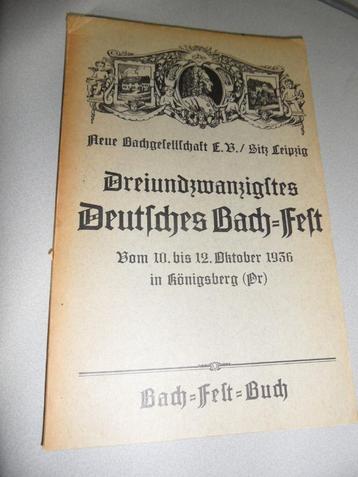 Neue Bachgesellschaft E.V./Sitz Leipzig
Dreiundzwanzigstes
Deutsches Bach=Fest
Vom 10. bis 12. Oktober 1936
in Königsberg (Pr)
Bach=Fest=Buch